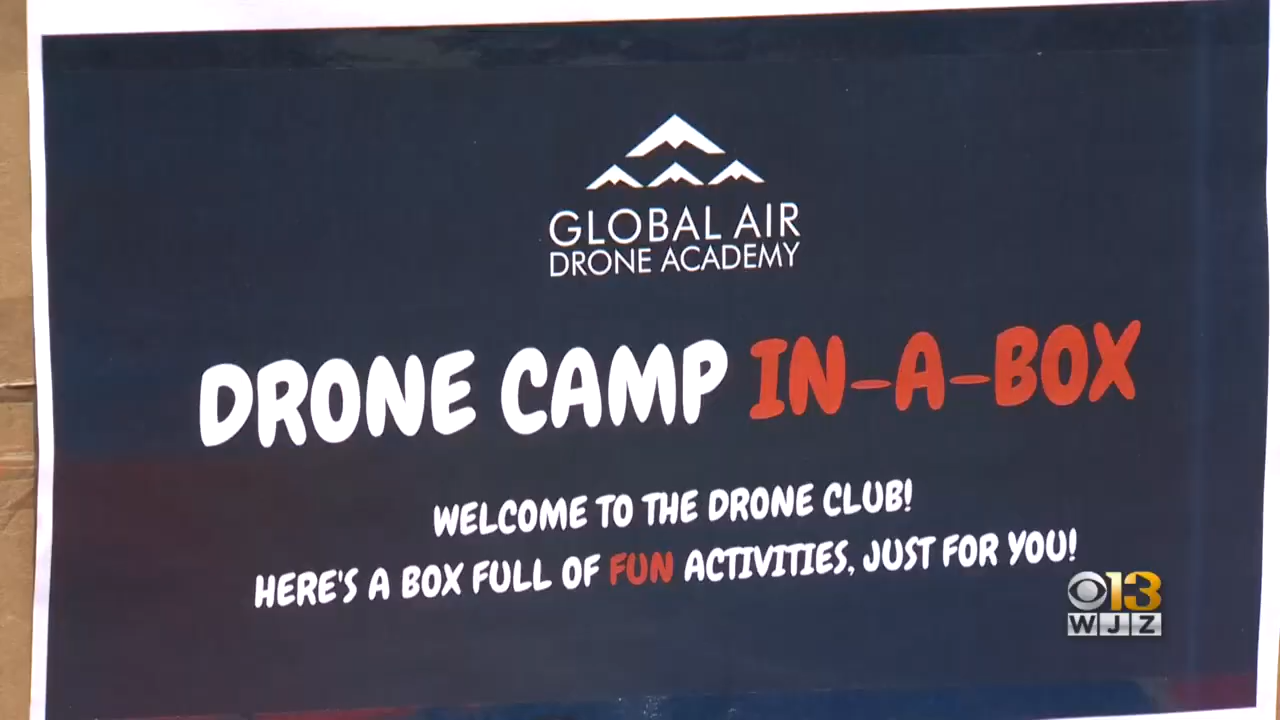 GLOBAL AIR
DRONE ACADEMY
DRONE CAMP IN-A-BOX
WELCOME TO THE DRONE CLUB!
HERE'S A BOX FULL OF FUN ACTIVITIES, JUST FOR YOU!
13
WJZ